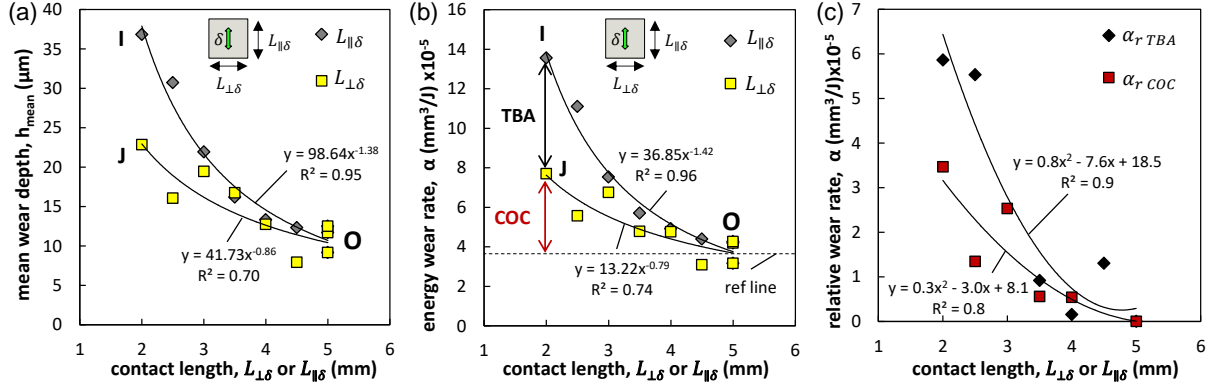 (a)
mean wear depth, h_mean (µm)
40
35
30
25
20
15
10
5
0
1 2 3 4 5 6
contact length, L⊥δ or L∥δ (mm)
I
J
O
δ
L∥δ
L⊥δ
L∥δ
L⊥δ
y = 98.64x^-1.38
R² = 0.95
y = 41.73x^-0.86
R² = 0.70
(b)
energy wear rate, α (mm³/J) x10^-5
16
14
12
10
8
6
4
2
0
1 2 3 4 5 6
contact length, L⊥δ or L∥δ (mm)
I
J
O
TBA
COC
δ
L∥δ
L⊥δ
L∥δ
L⊥δ
y = 36.85x^-1.42
R² = 0.96
y = 13.22x^-0.79
R² = 0.74
ref line
(c)
relative wear rate, α (mm³/J)x10^-5
7
6
5
4
3
2
1
0
1 2 3 4 5 6
contact length, L⊥δ or L∥δ (mm)
α_r TBA
α_r COC
y = 0.8x² - 7.6x + 18.5
R² = 0.9
y = 0.3x² - 3.0x + 8.1
R² = 0.8